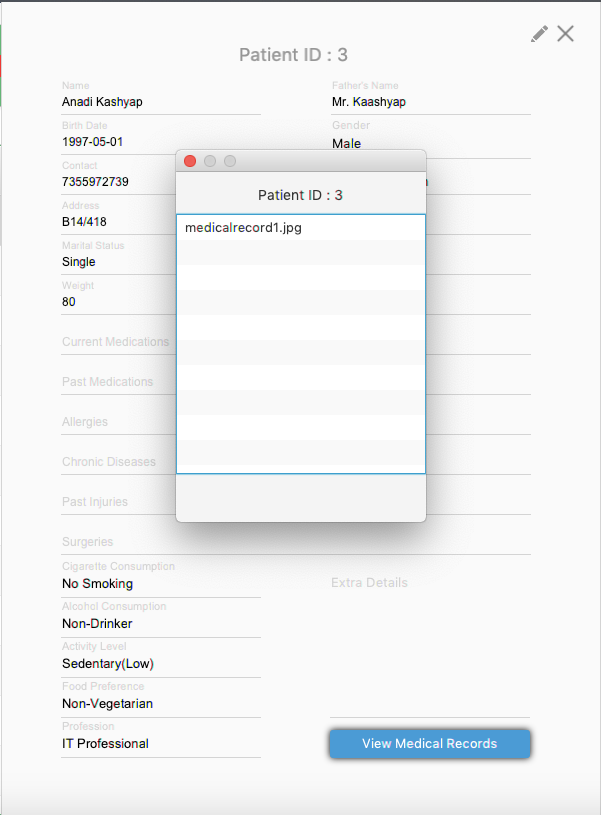 Patient ID : 3
Name
Anadi Kashyap
Father's Name
Mr. Kaashyap
Birth Date
1997-05-01
Gender
Male
Contact
7355972739
Address
B14/418
Marital Status
Single
Weight
80
Current Medications
Past Medications
Allergies
Chronic Diseases
Past Injuries
Surgeries
Patient ID : 3
medicalrecord1.jpg
Cigarette Consumption
No Smoking
Extra Details
Alcohol Consumption
Non-Drinker
Activity Level
Sedentary(Low)
Food Preference
Non-Vegetarian
Profession
IT Professional
View Medical Records